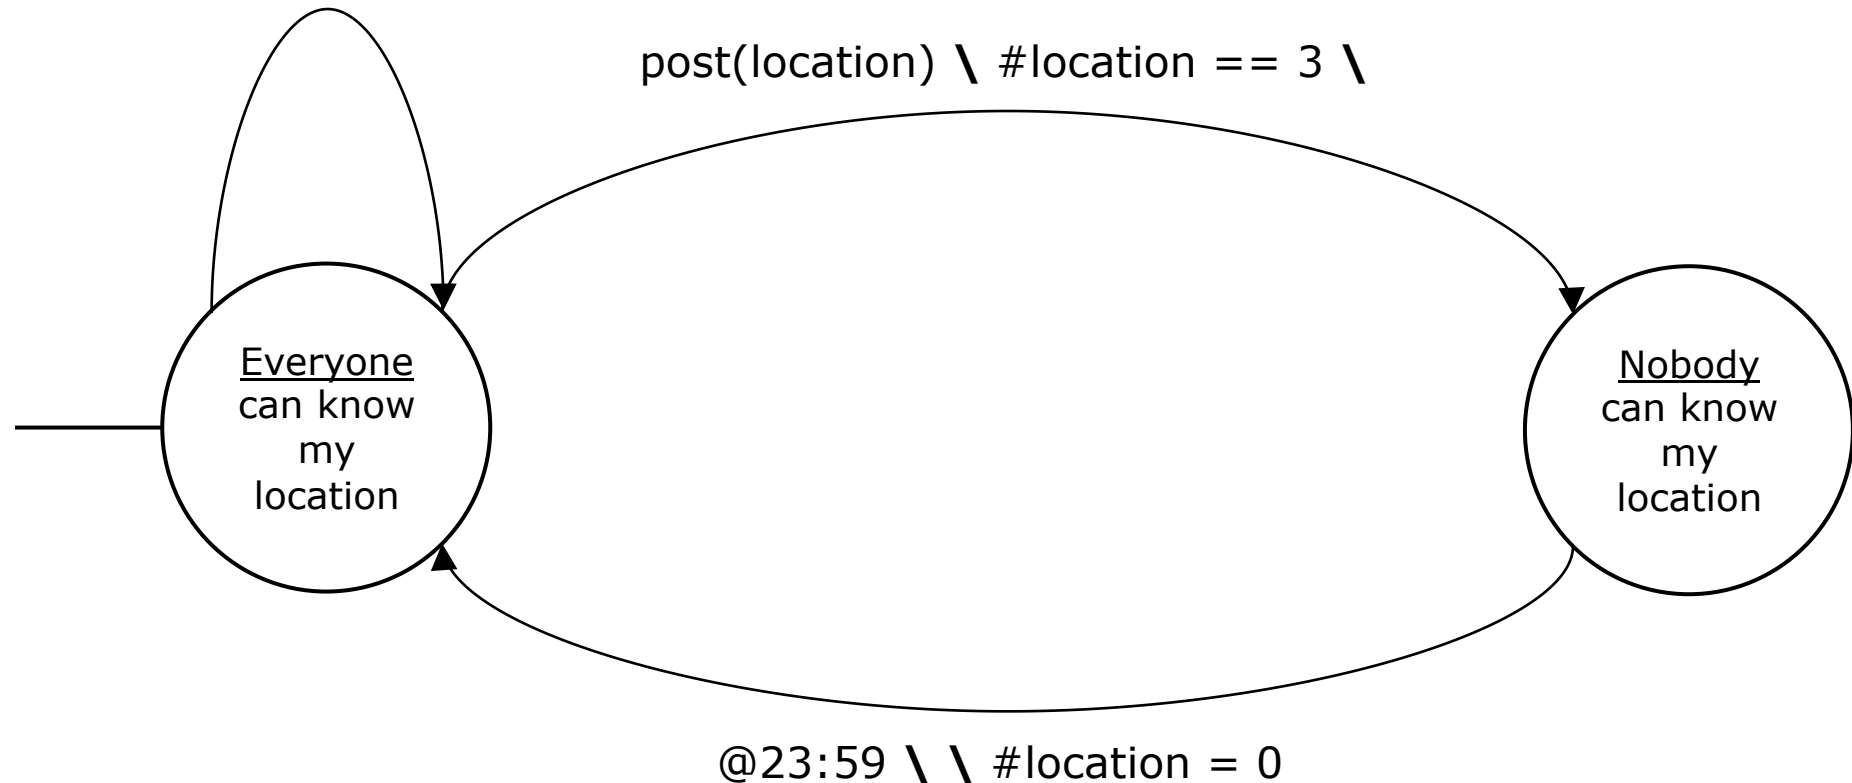 post(location) \ #location == 3 \
Everyone
can know
my
location
Nobody
can know
my
location
@23:59 \ \ #location = 0